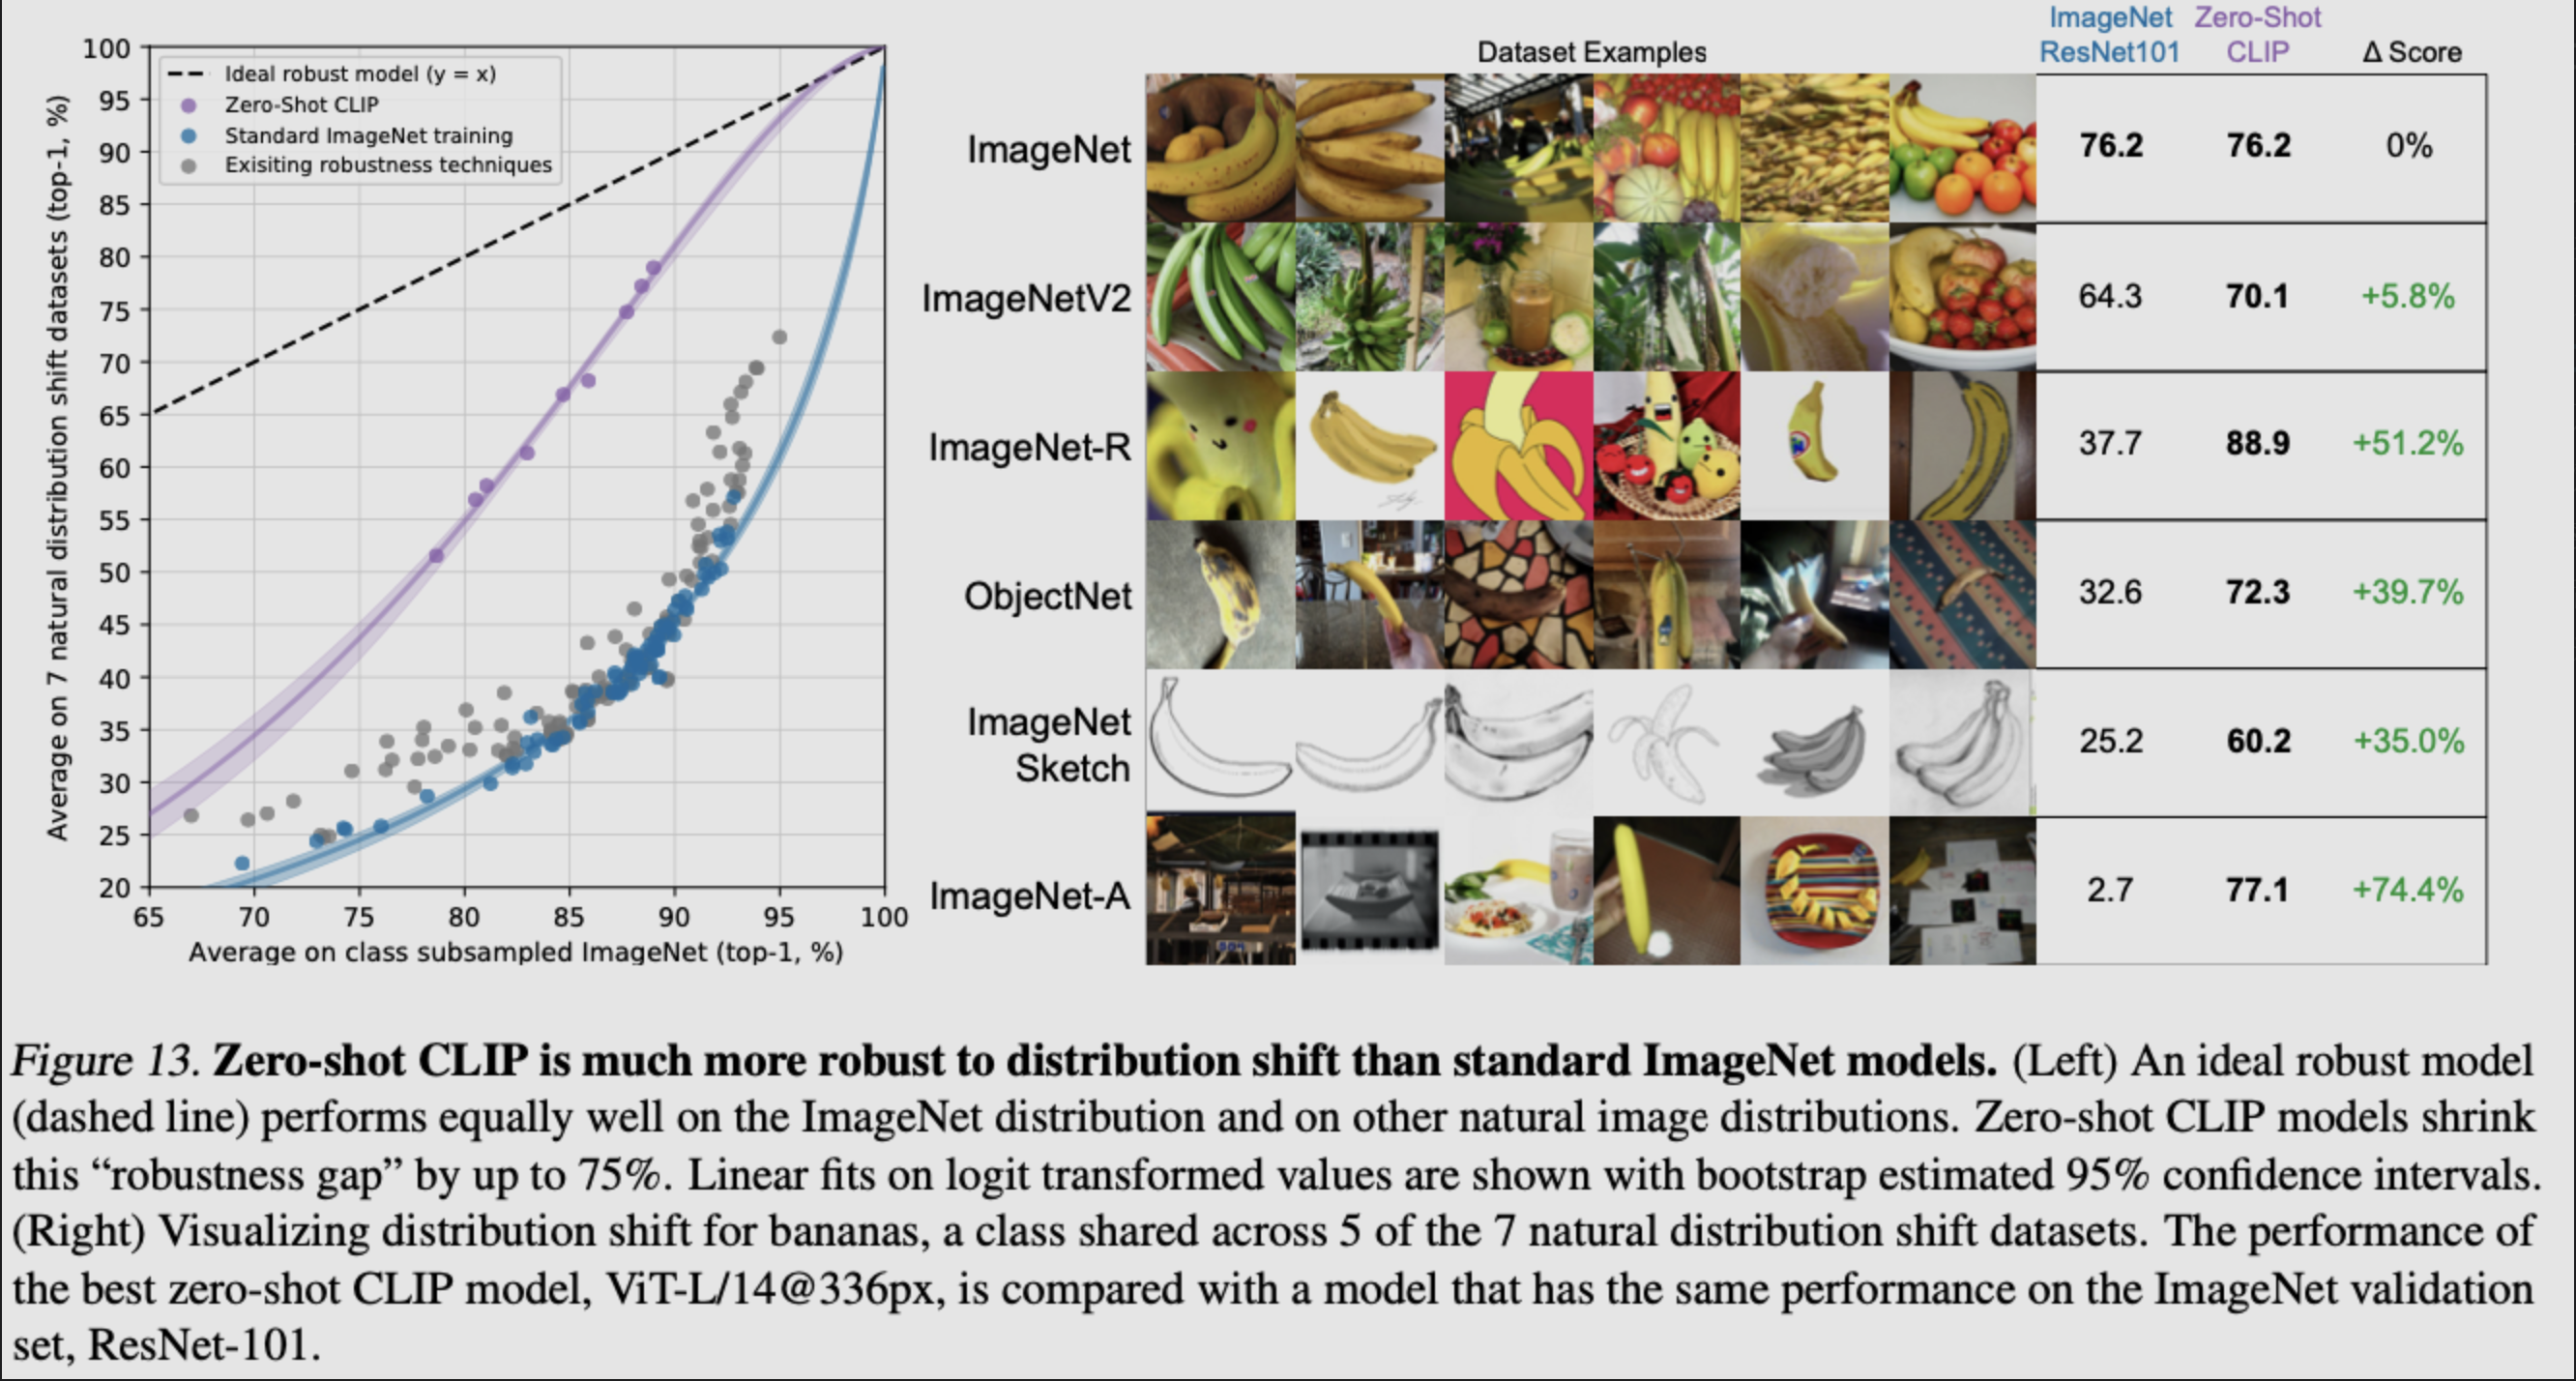 ImageNet Zero-Shot
Dataset Examples ResNet101 CLIP Δ Score
100
95
90
85
80
75
70
65
60
55
50
45
40
35
30
25
20
Average on 7 natural distribution shift datasets (top-1, %)
Ideal robust model (y = x)
Zero-Shot CLIP
Standard ImageNet training
Exisiting robustness techniques
65 70 75 80 85 90 95 100
Average on class subsampled ImageNet (top-1, %)
ImageNet 76.2 76.2 0%
ImageNetV2 64.3 70.1 +5.8%
ImageNet-R 37.7 88.9 +51.2%
ObjectNet 32.6 72.3 +39.7%
ImageNet
Sketch 25.2 60.2 +35.0%
ImageNet-A 2.7 77.1 +74.4%
Figure 13. Zero-shot CLIP is much more robust to distribution shift than standard ImageNet models. (Left) An ideal robust model
(dashed line) performs equally well on the ImageNet distribution and on other natural image distributions. Zero-shot CLIP models shrink
this “robustness gap” by up to 75%. Linear fits on logit transformed values are shown with bootstrap estimated 95% confidence intervals.
(Right) Visualizing distribution shift for bananas, a class shared across 5 of the 7 natural distribution shift datasets. The performance of
the best zero-shot CLIP model, ViT-L/14@336px, is compared with a model that has the same performance on the ImageNet validation
set, ResNet-101.